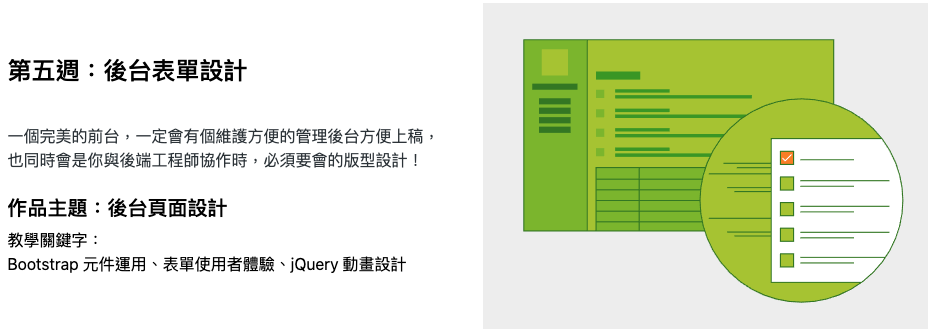 第五週：後台表單設計
一個完美的前台，一定會有個維護方便的管理後台方便上稿，
也同時會是你與後端工程師協作時，必須要會的版型設計！
作品主題：後台頁面設計
教學關鍵字：
Bootstrap 元件運用、表單使用者體驗、jQuery 動畫設計